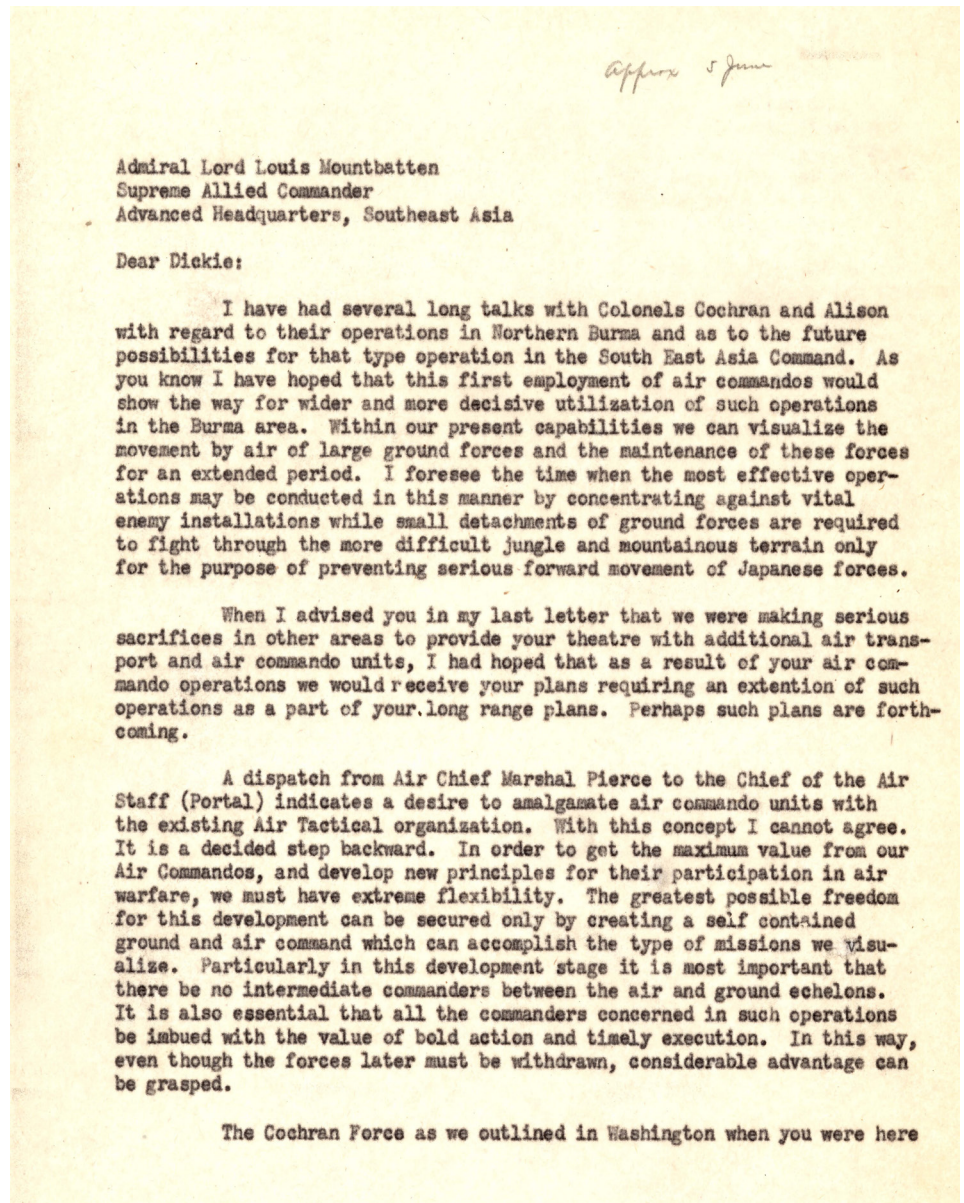 Approx 5 June
Admiral Lord Louis Mountbatten
Supreme Allied Commander
Advanced Headquarters, Southeast Asia
Dear Dickie:
I have had several long talks with Colonels Cochran and Alison
with regard to their operations in Northern Burma and as to the future
possibilities for that type operation in the South East Asia Command. As
you know I have hoped that this first employment of air commandos would
show the way for wider and more decisive utilization of such operations
in the Burma area. Within our present capabilities we can visualize the
movement by air of large ground forces and the maintenance of these forces
for an extended period. I foresee the time when the most effective oper-
ations may be conducted in this manner by concentrating against vital
enemy installations while small detachments of ground forces are required
to fight through the more difficult jungle and mountainous terrain only
for the purpose of preventing serious forward movement of Japanese forces.
When I advised you in my last letter that we were making serious
sacrifices in other areas to provide your theatre with additional air trans-
port and air commando units, I had hoped that as a result of your air com-
mando operations we would receive your plans requiring an extention of such
operations as a part of your long range plans. Perhaps such plans are forth-
coming.
A dispatch from Air Chief Marshal Pierce to the Chief of the Air
Staff (Portal) indicates a desire to amalgamate air commando units with
the existing Air Tactical organization. With this concept I cannot agree.
It is a decided step backward. In order to get the maximum value from our
Air Commandos, and develop new principles for their participation in air
warfare, we must have extreme flexibility. The greatest possible freedom
for this development can be secured only by creating a self contained
ground and air command which can accomplish the type of missions we visu-
alize. Particularly in this development stage it is most important that
there be no intermediate commanders between the air and ground echelons.
It is also essential that all the commanders concerned in such operations
be imbued with the value of bold action and timely execution. In this way,
even though the forces later must be withdrawn, considerable advantage can
be grasped.
The Cochran Force as we outlined in Washington when you were here